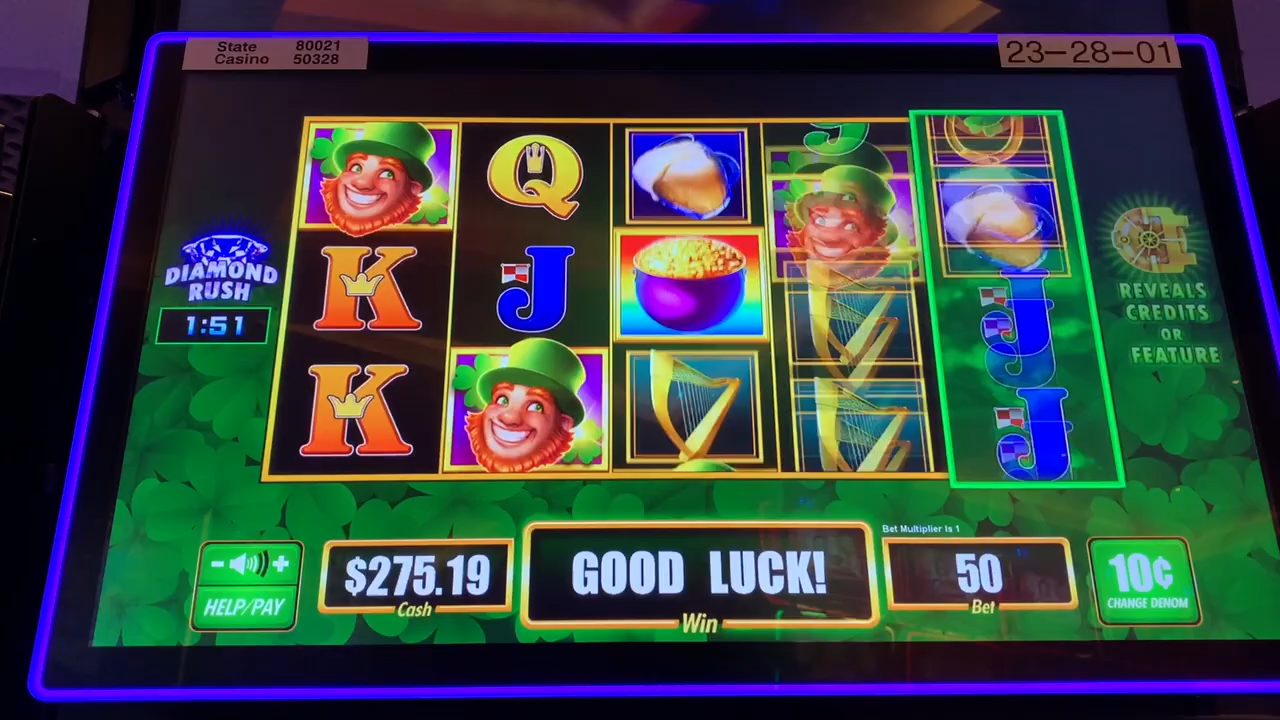 State 80021
Casino 50328
23-28-01
Q
J
K
J
DIAMOND
RUSH
1:51
K
J
J
REVEALS
CREDITS
OR
FEATURE
Bet Multiplier Is 1
- +
HELP/PAY
$275.19
Cash
GOOD LUCK!
Win
50
Bet
10¢
CHANGE DENOM